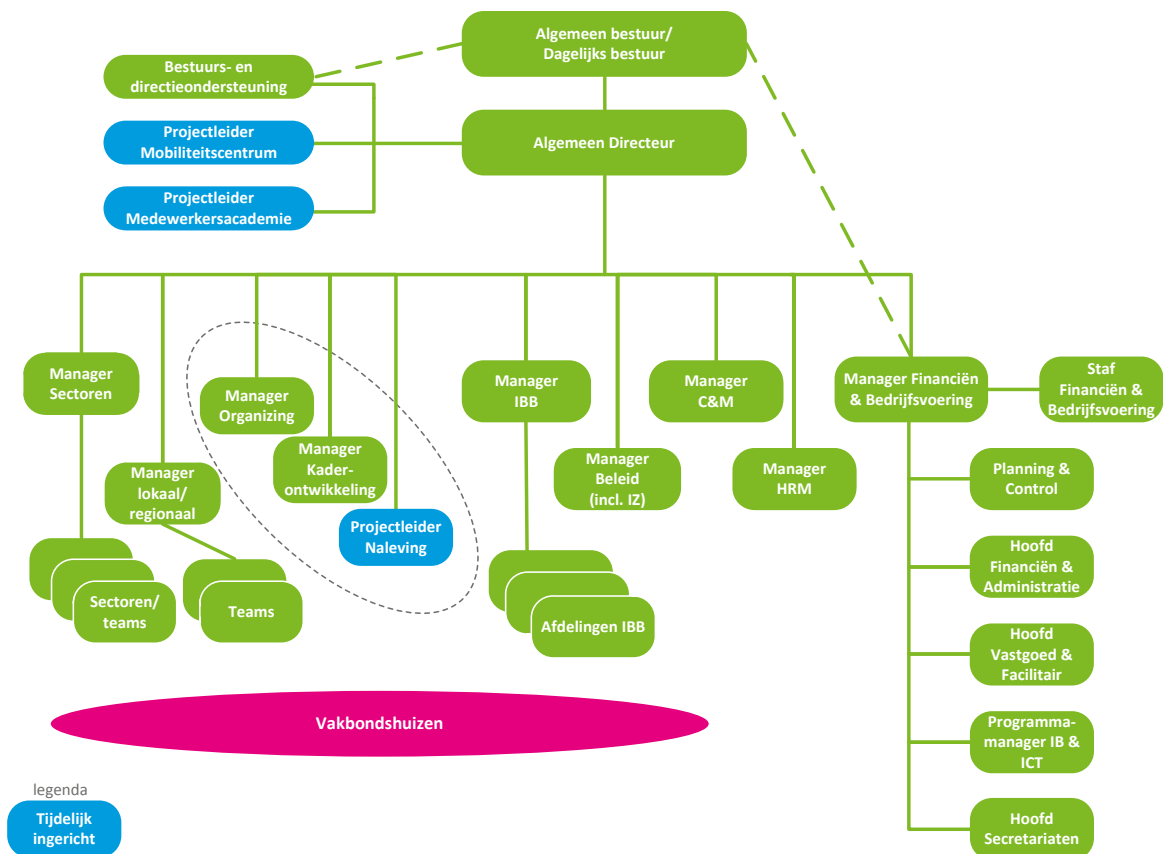 Algemeen bestuur/
Dagelijks bestuur
Bestuurs- en
directieondersteuning
Projectleider
Mobiliteitscentrum
Algemeen Directeur
Projectleider
Medewerkersacademie
Manager
Sectoren
Manager
Organizing
Manager
IBB
Manager
C&M
Manager Financiën
& Bedrijfsvoering
Staf
Financiën &
Bedrijfsvoering
Manager
lokaal/
regionaal
Manager
Kader-
ontwikkeling
Manager
Beleid
(incl. IZ)
Manager
HRM
Planning &
Control
Projectleider
Naleving
Hoofd
Financiën &
Administratie
Sectoren/
teams
Teams
Afdelingen IBB
Hoofd
Vastgoed &
Facilitair
Vakbondshuizen
Programma-
manager IB &
ICT
legenda
Tijdelijk
ingericht
Hoofd
Secretariaten